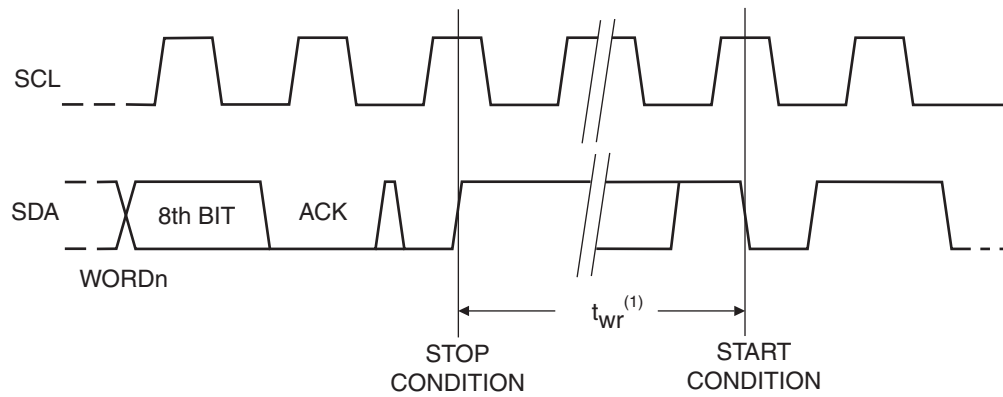 SCL
SDA
8th BIT
ACK
WORDn
twr(1)
STOP
CONDITION
START
CONDITION